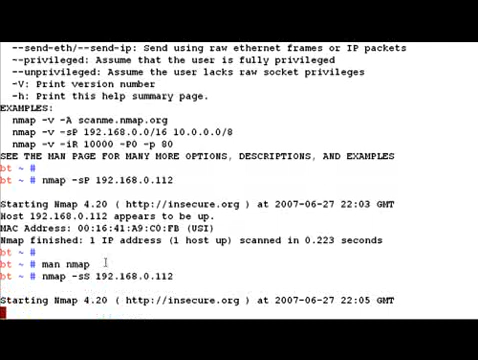 --send-eth/--send-ip: Send using raw ethernet frames or IP packets
--privileged: Assume that the user is fully privileged
--unprivileged: Assume the user lacks raw socket privileges
-V: Print version number
-h: Print this help summary page.
EXAMPLES:
nmap -v -A scanme.nmap.org
nmap -v -sP 192.168.0.0/16 10.0.0.0/8
nmap -v -iR 10000 -P0 -p 80
SEE THE MAN PAGE FOR MANY MORE OPTIONS, DESCRIPTIONS, AND EXAMPLES
bt ~ #
bt ~ # nmap -sP 192.168.0.112
Starting Nmap 4.20 ( http://insecure.org ) at 2007-06-27 22:03 GMT
Host 192.168.0.112 appears to be up.
MAC Address: 00:16:41:A9:C0:FB (USI)
Nmap finished: 1 IP address (1 host up) scanned in 0.223 seconds
bt ~ #
bt ~ # man nmap
bt ~ # nmap -sS 192.168.0.112
Starting Nmap 4.20 ( http://insecure.org ) at 2007-06-27 22:05 GMT